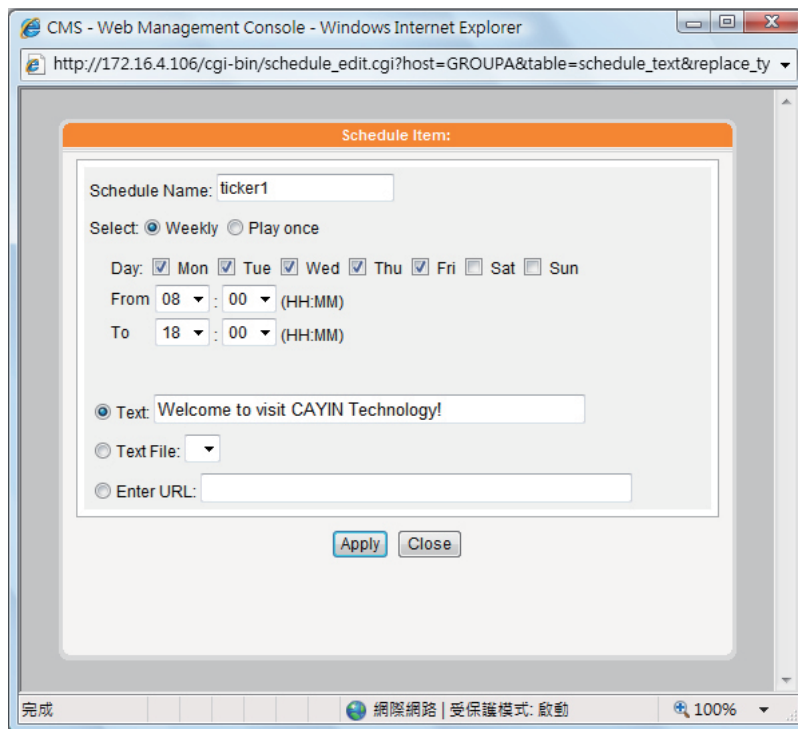 CMS - Web Management Console - Windows Internet Explorer
http://172.16.4.106/cgi-bin/schedule_edit.cgi?host=GROUPA&table=schedule_text&replace_ty
Schedule Item:
Schedule Name: ticker1
Select: Weekly Play once
Day: Mon Tue Wed Thu Fri Sat Sun
From 08 : 00 (HH:MM)
To 18 : 00 (HH:MM)
Text: Welcome to visit CAYIN Technology!
Text File:
Enter URL:
Apply Close
完成 網際網路 | 受保護模式: 啟動 100%